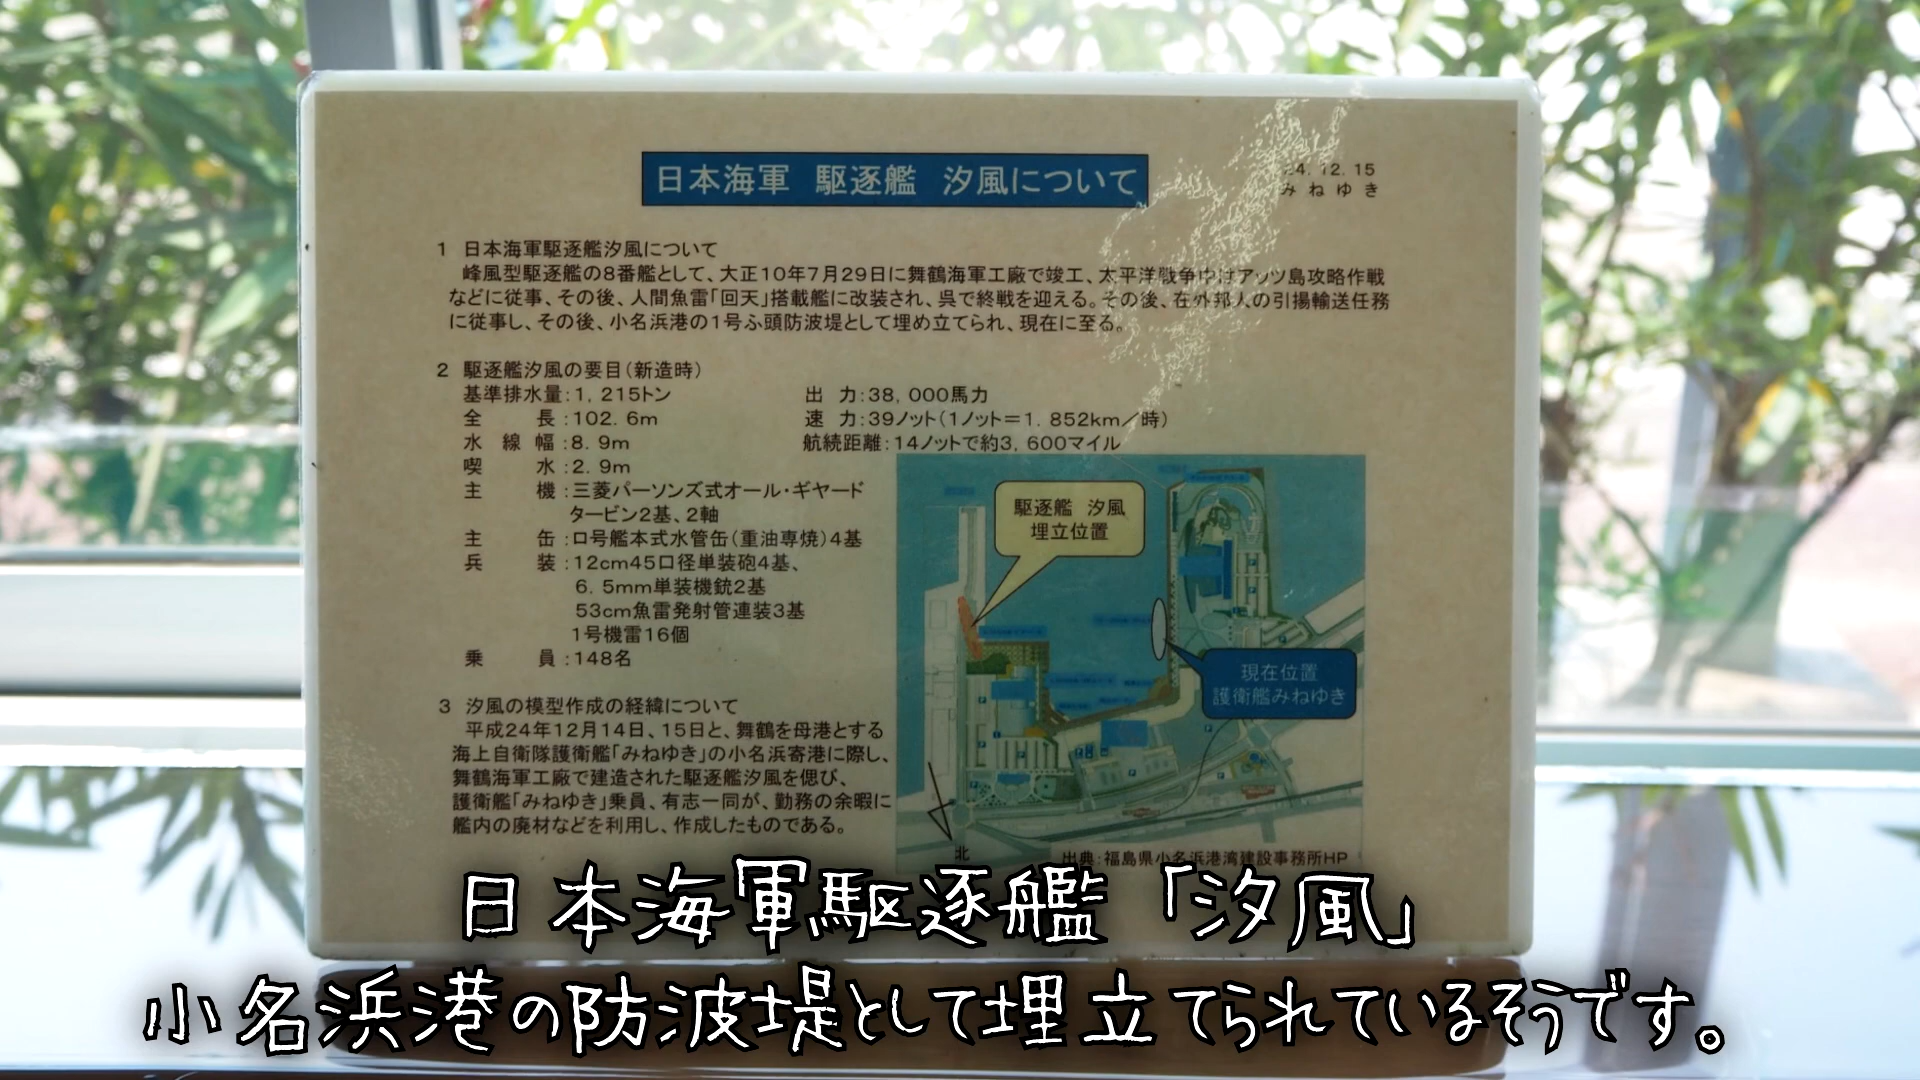 日本海軍 駆逐艦 汐風について
4. 12. 15
みねゆき
1 日本海軍駆逐艦汐風について
峰風型駆逐艦の8番艦として、大正10年7月29日に舞鶴海軍工廠で竣工、太平洋戦争中はアッツ島攻略作戦
などに従事、その後、人間魚雷「回天」搭載艦に改装され、呉で終戦を迎える。その後、在外邦人の引揚輸送任務
に従事し、その後、小名浜港の1号ふ頭防波堤として埋め立てられ、現在に至る。
2 駆逐艦汐風の要目(新造時)
基準排水量:1, 215トン
全 長:102. 6m
水 線 幅:8. 9m
喫 水:2. 9m
主 機:三菱パーソンズ式オール・ギヤード
タービン2基、2軸
主 缶:ロ号艦本式水管缶(重油専焼)4基
兵 装:12cm45口径単装砲4基、
6. 5mm単装機銃2基
53cm魚雷発射管連装3基
1号機雷16個
乗 員:148名
出 力:38, 000馬力
速 力:39ノット(1ノット=1. 852km/時)
航続距離:14ノットで約3, 600マイル
駆逐艦 汐風
埋立位置
現在位置
護衛艦みねゆき
3 汐風の模型作成の経緯について
平成24年12月14日、15日と、舞鶴を母港とする
海上自衛隊護衛艦「みねゆき」の小名浜寄港に際し、
舞鶴海軍工廠で建造された駆逐艦汐風を偲び、
護衛艦「みねゆき」乗員、有志一同が、勤務の余暇に
艦内の廃材などを利用し、作成したものである。
北
出典:福島県小名浜港湾建設事務所HP
日本海軍駆逐艦「汐風」
小名浜港の防波堤として埋立てられているそうです。